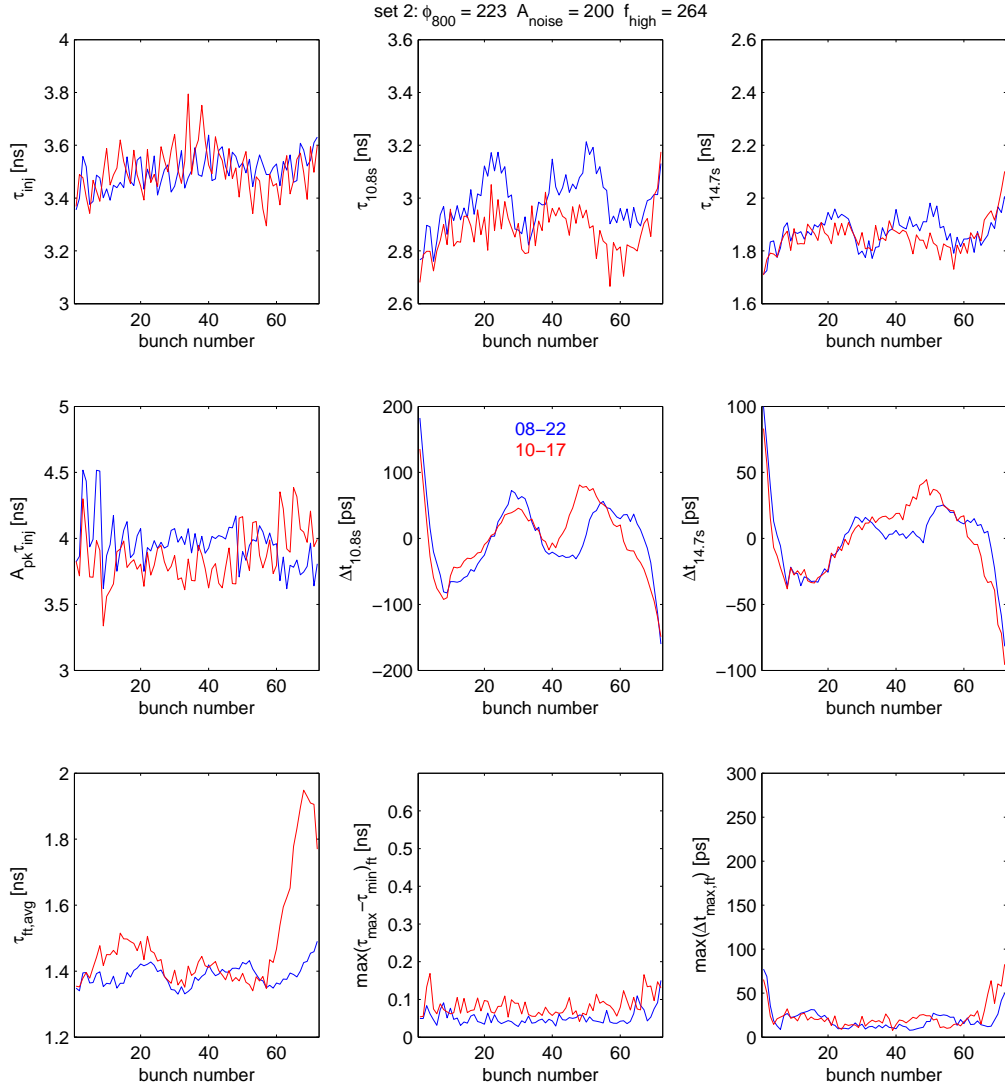 set 2: ϕ800 = 223 Anoise = 200 fhigh = 264
4
3.8
3.6
3.4
3.2
3
τinj [ns]
20 40 60
bunch number
3.6
3.4
3.2
3
2.8
2.6
τ10.8s [ns]
20 40 60
bunch number
2.6
2.4
2.2
2
1.8
1.6
τ14.7s [ns]
20 40 60
bunch number
5
4.5
4
3.5
3
Apkτinj [ns]
20 40 60
bunch number
200
100
0
−100
−200
Δt10.8s [ps]
08−22
10−17
20 40 60
bunch number
100
50
0
−50
−100
Δt14.7s [ps]
20 40 60
bunch number
2
1.8
1.6
1.4
1.2
τft,avg [ns]
20 40 60
bunch number
0.6
0.5
0.4
0.3
0.2
0.1
0
max(τmax−τmin)ft [ns]
20 40 60
bunch number
300
250
200
150
100
50
0
max(Δtmax,ft) [ps]
20 40 60
bunch number